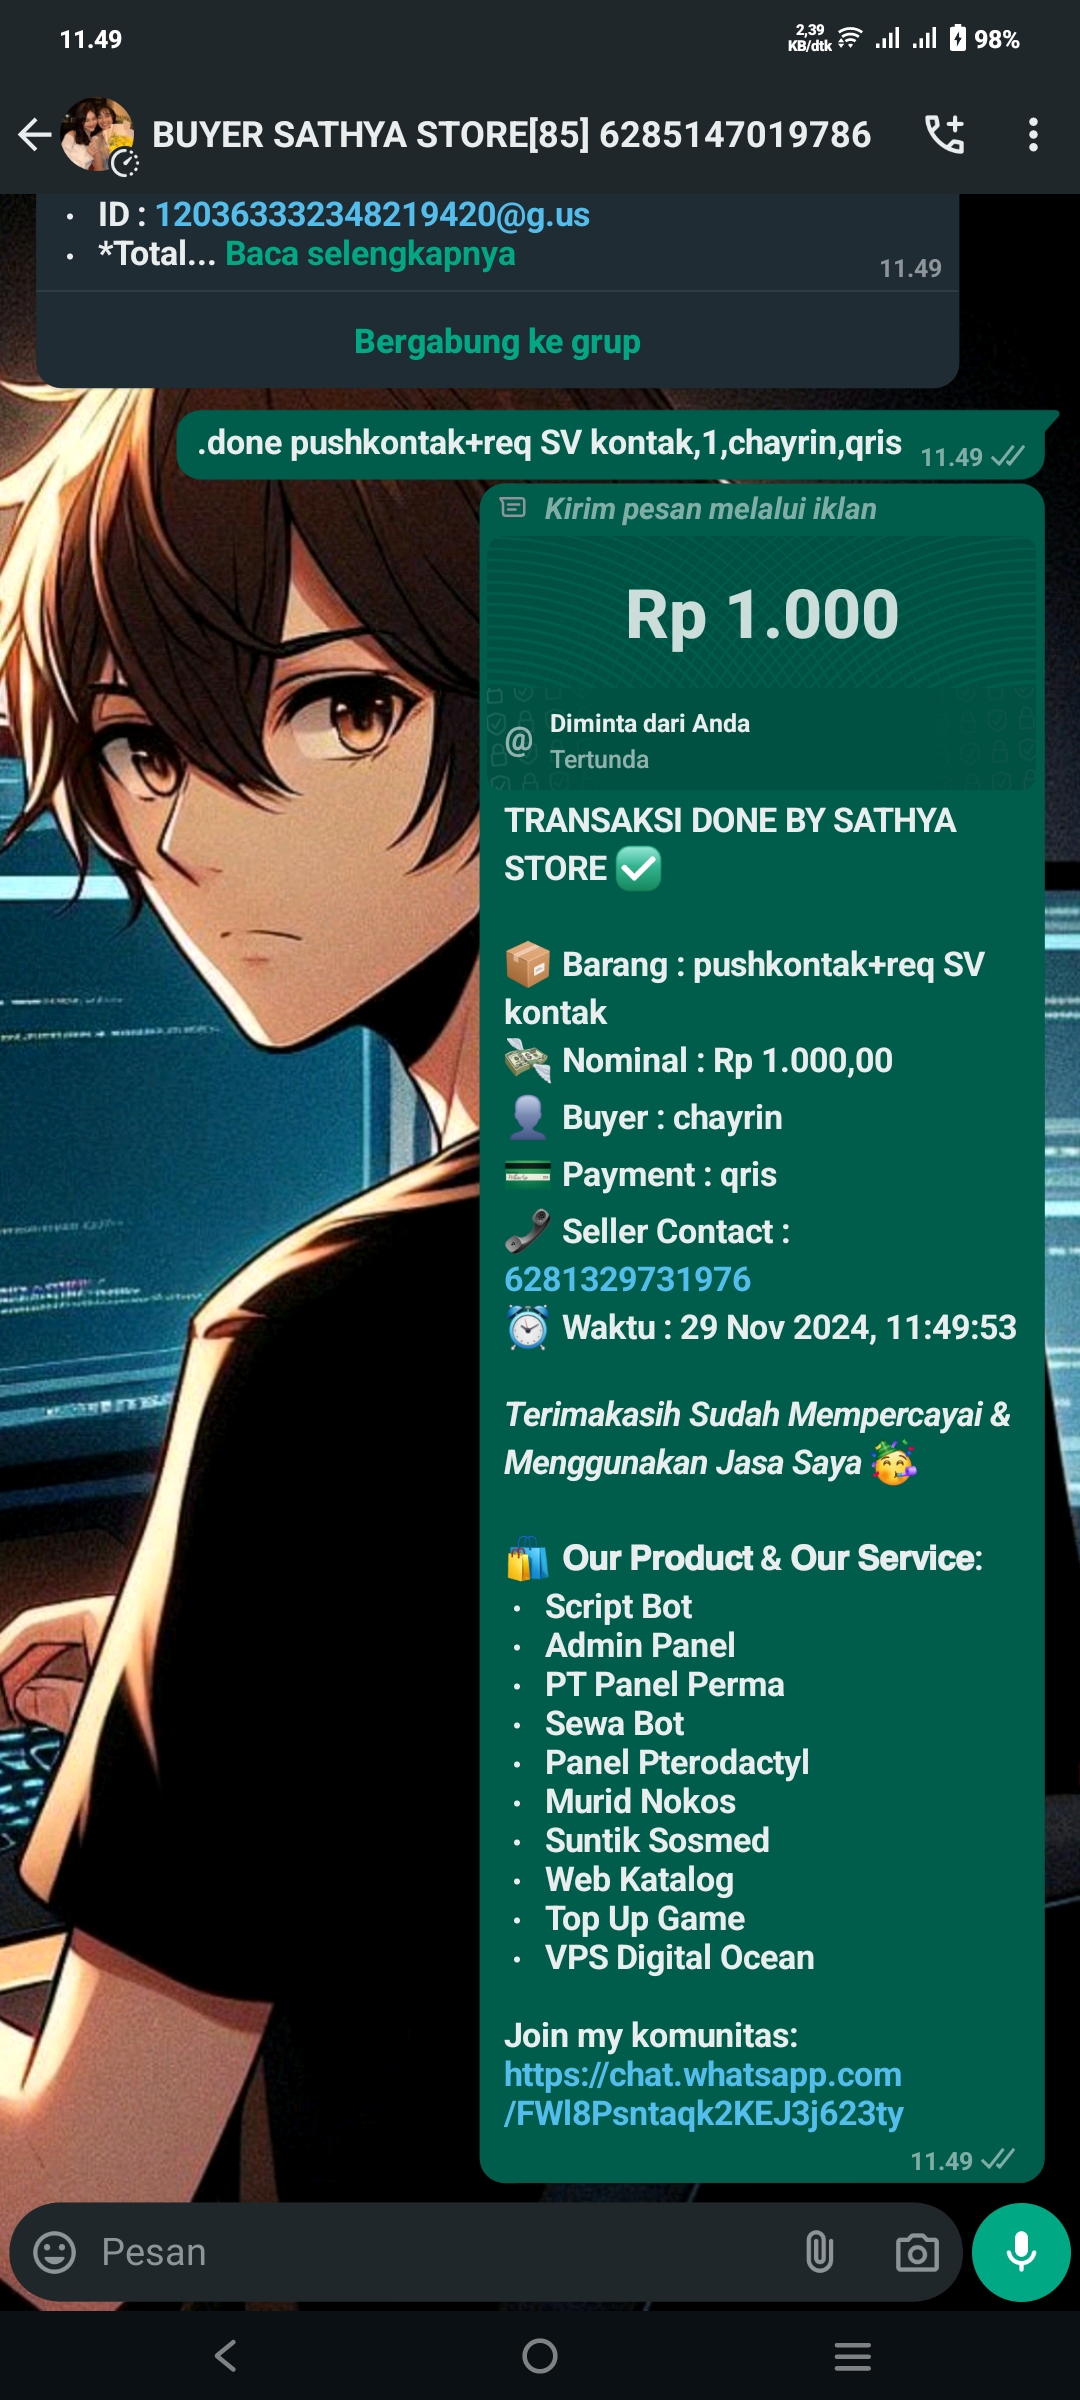 11.49
2,39
KB/dtk
98%
BUYER SATHYA STORE[85] 6285147019786
• ID : 120363332348219420@g.us
• *Total... Baca selengkapnya
11.49
Bergabung ke grup
.done pushkontak+req SV kontak,1,chayrin,qris
11.49
Kirim pesan melalui iklan
Rp 1.000
@
Diminta dari Anda
Tertunda
TRANSAKSI DONE BY SATHYA
STORE ✅
📦 Barang : pushkontak+req SV
kontak
💸 Nominal : Rp 1.000,00
👤 Buyer : chayrin
💳 Payment : qris
📞 Seller Contact :
6281329731976
⏰ Waktu : 29 Nov 2024, 11:49:53
Terimakasih Sudah Mempercayai &
Menggunakan Jasa Saya 🥳
🛍️ Our Product & Our Service:
• Script Bot
• Admin Panel
• PT Panel Perma
• Sewa Bot
• Panel Pterodactyl
• Murid Nokos
• Suntik Sosmed
• Web Katalog
• Top Up Game
• VPS Digital Ocean
Join my komunitas:
https://chat.whatsapp.com
/FWl8Psntaqk2KEJ3j623ty
11.49
Pesan